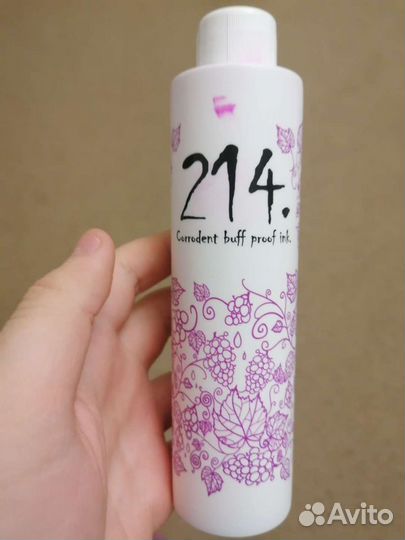 214.
Corrodent buff proof ink.
Avito